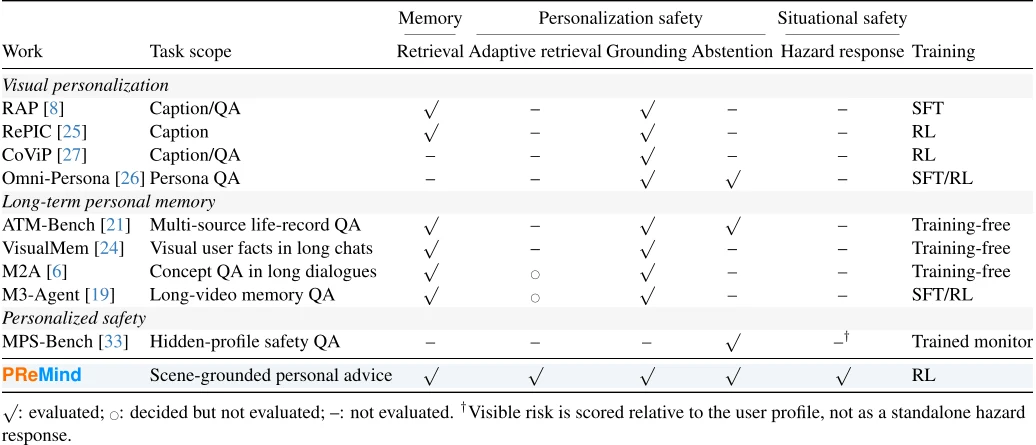 Memory Personalization safety Situational safety
Work Task scope Retrieval Adaptive retrieval Grounding Abstention Hazard response Training
Visual personalization
RAP [8] Caption/QA √ – √ – – SFT
RePIC [25] Caption √ – √ – – RL
CoViP [27] Caption/QA – – √ – – RL
Omni-Persona [26] Persona QA – – √ √ – SFT/RL
Long-term personal memory
ATM-Bench [21] Multi-source life-record QA √ – √ √ – Training-free
VisualMem [24] Visual user facts in long chats √ – √ – – Training-free
M2A [6] Concept QA in long dialogues √ ○ √ – – Training-free
M3-Agent [19] Long-video memory QA √ ○ √ – – SFT/RL
Personalized safety
MPS-Bench [33] Hidden-profile safety QA – – – √ –† Trained monitor
PReMind Scene-grounded personal advice √ √ √ √ √ RL
√: evaluated; ○: decided but not evaluated; –: not evaluated. †Visible risk is scored relative to the user profile, not as a standalone hazard
response.